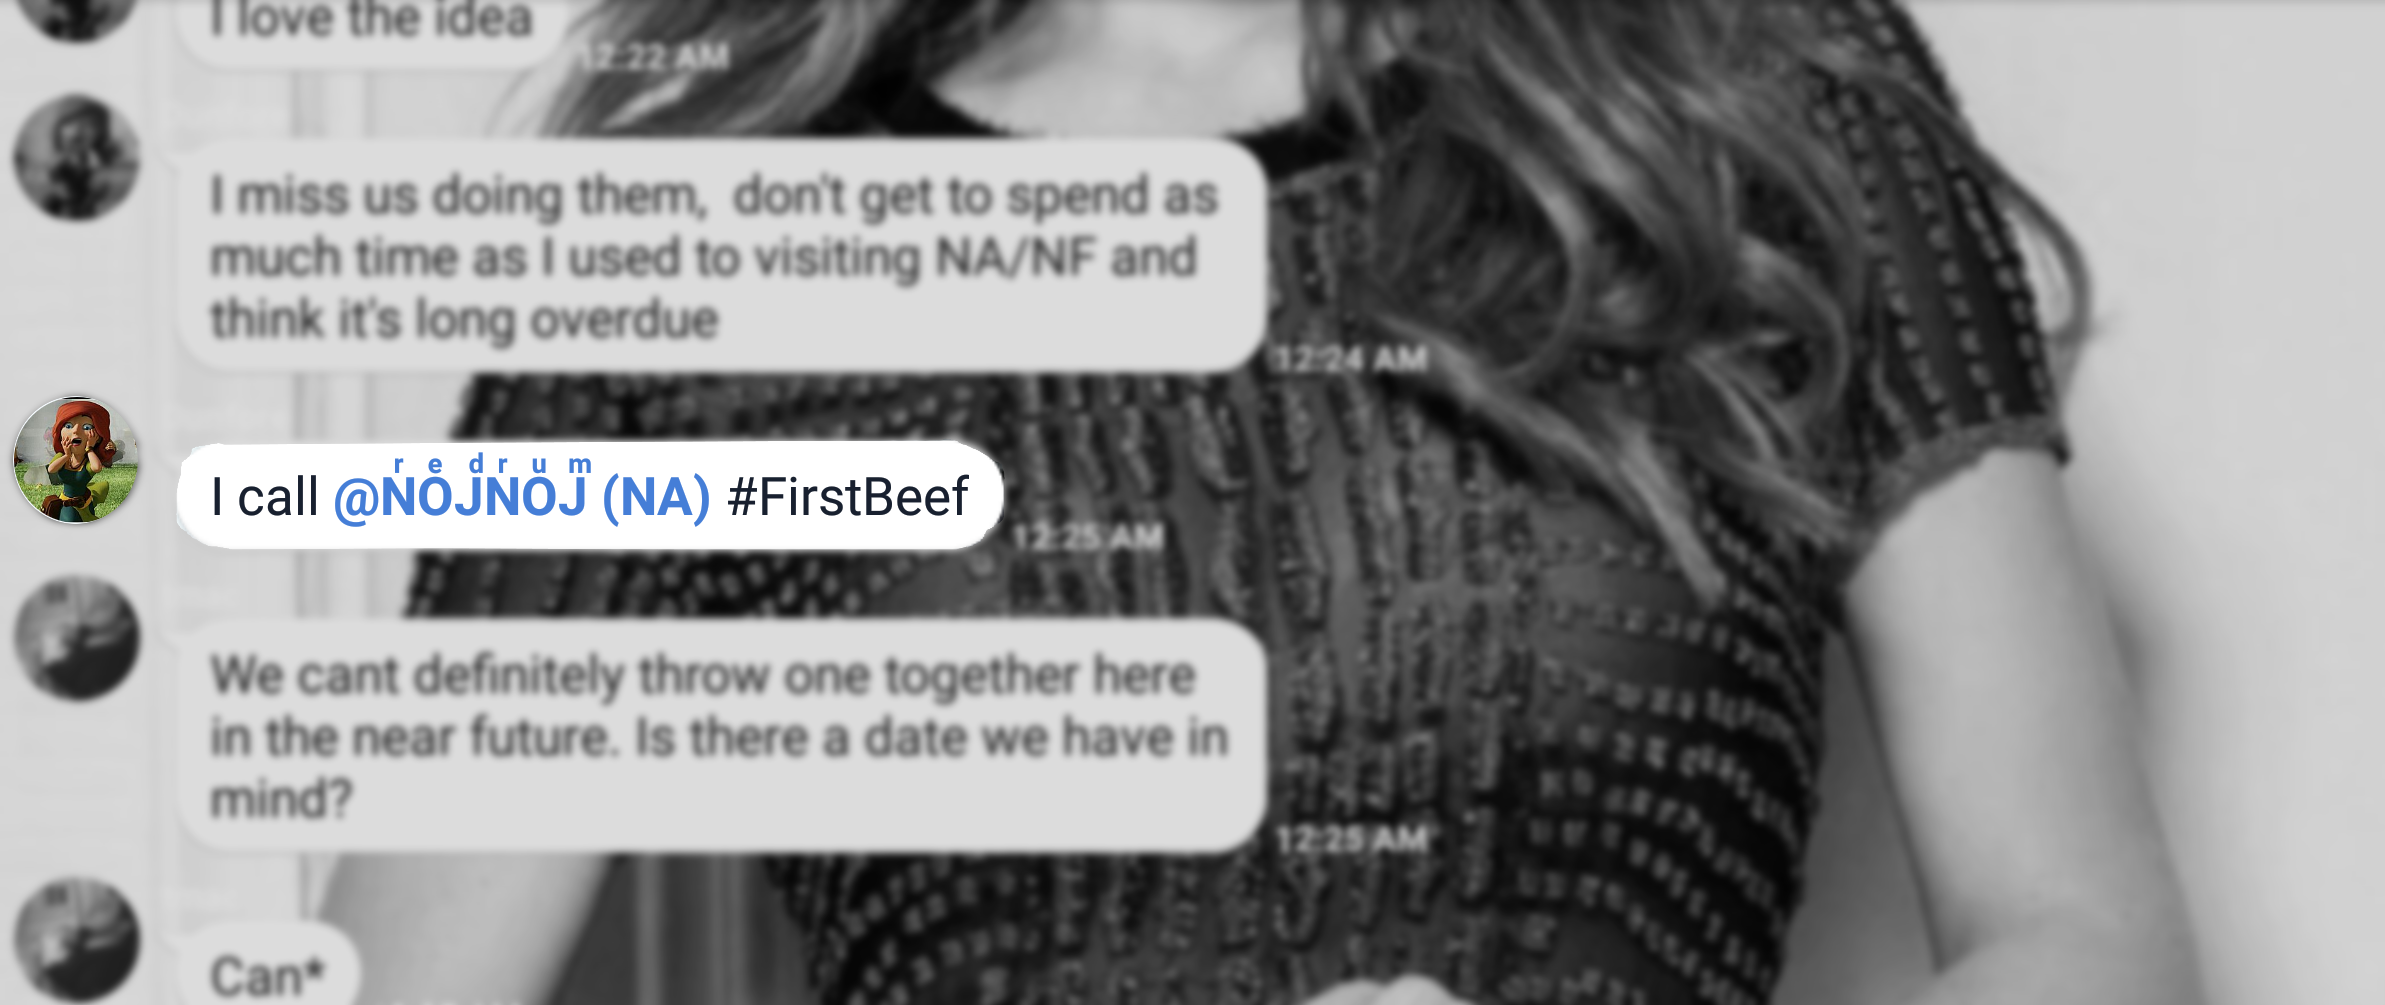 I love the idea
12:22 AM
I miss us doing them,  don't get to spend as
much time as I used to visiting NA/NF and
think it's long overdue
12:24 AM
r e d r u m
I call @NOJNOJ (NA) #FirstBeef
12:25 AM
We cant definitely throw one together here
in the near future. Is there a date we have in
mind?
12:25 AM
Can*